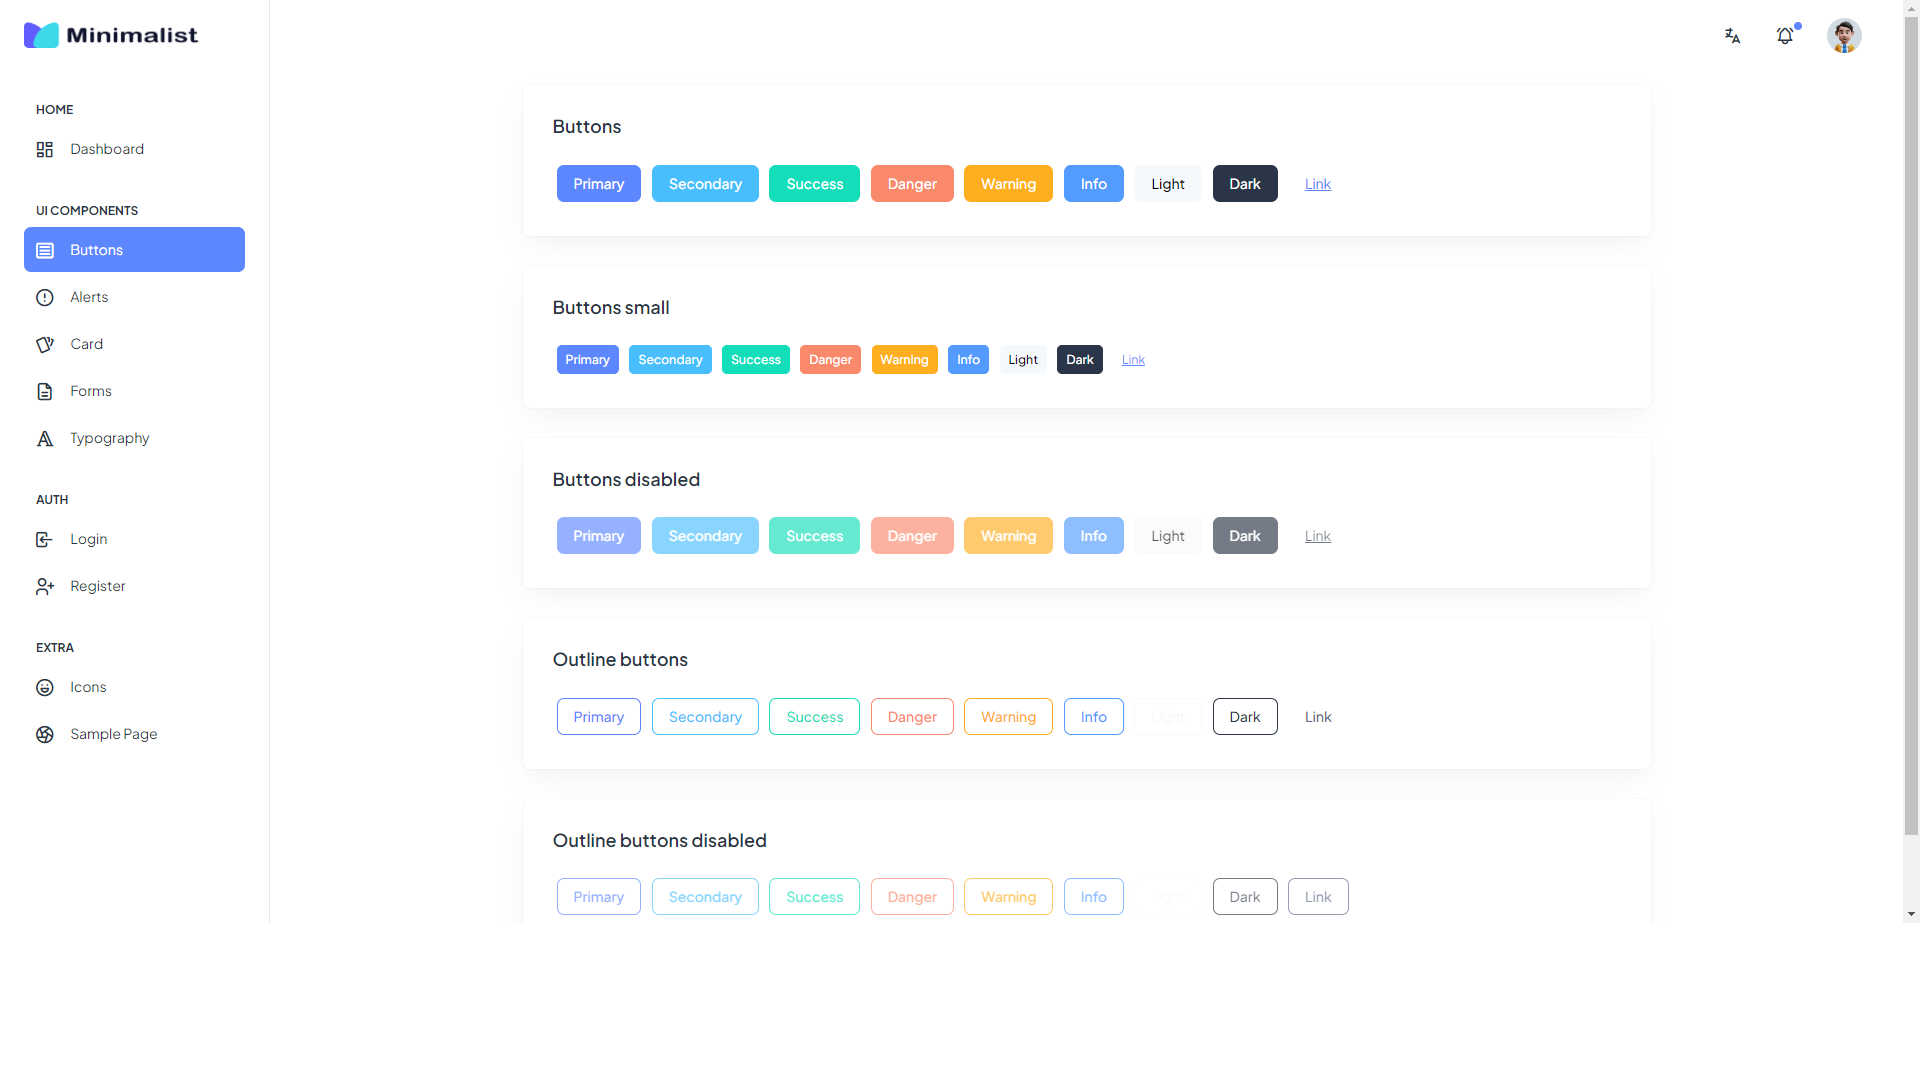 Minimalist
HOME
Dashboard
UI COMPONENTS
Buttons
Alerts
Card
Forms
Typography
AUTH
Login
Register
EXTRA
Icons
Sample Page
Buttons
Primary Secondary Success Danger Warning Info Light Dark Link
Buttons small
Primary Secondary Success Danger Warning Info Light Dark Link
Buttons disabled
Primary Secondary Success Danger Warning Info Light Dark Link
Outline buttons
Primary Secondary Success Danger Warning Info Light Dark Link
Outline buttons disabled
Primary Secondary Success Danger Warning Info Light Dark Link